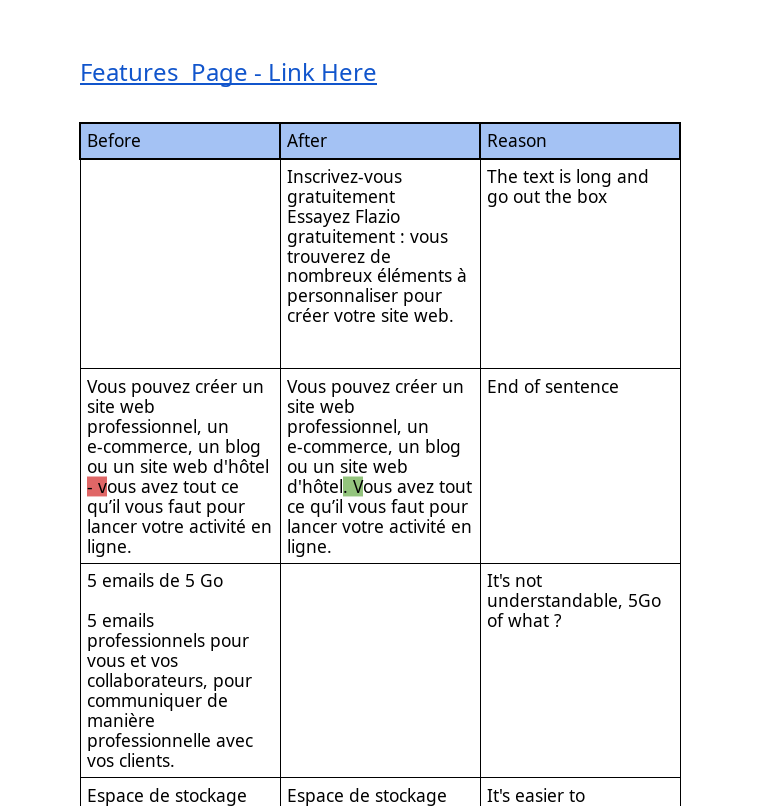 Features  Page - Link Here
Before
After
Reason
Inscrivez-vous
gratuitement
Essayez Flazio
gratuitement : vous
trouverez de
nombreux éléments à
personnaliser pour
créer votre site web.
The text is long and
go out the box
Vous pouvez créer un
site web
professionnel, un
e-commerce, un blog
ou un site web d'hôtel
- vous avez tout ce
qu’il vous faut pour
lancer votre activité en
ligne.
Vous pouvez créer un
site web
professionnel, un
e-commerce, un blog
ou un site web
d'hôtel. Vous avez tout
ce qu’il vous faut pour
lancer votre activité en
ligne.
End of sentence
5 emails de 5 Go
5 emails
professionnels pour
vous et vos
collaborateurs, pour
communiquer de
manière
professionnelle avec
vos clients.
It's not
understandable, 5Go
of what ?
Espace de stockage
Espace de stockage
It's easier to